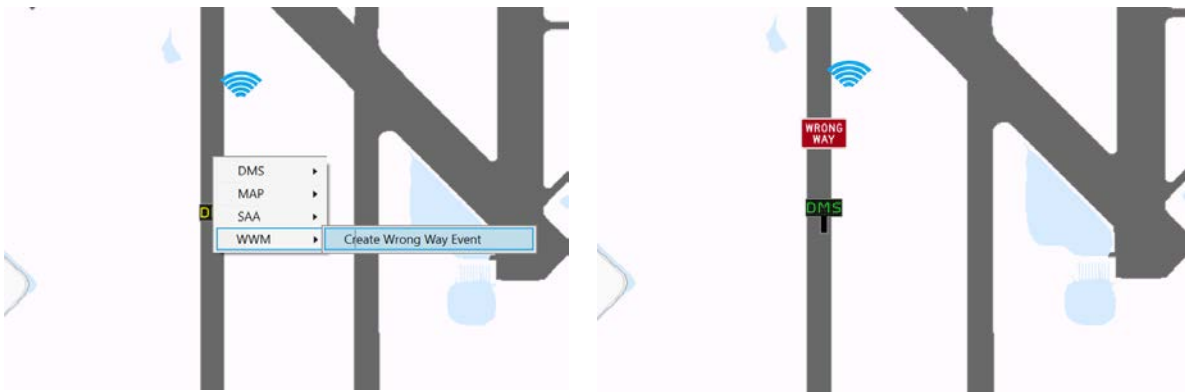 DMS
MAP
SAA
WWM
Create Wrong Way Event
D
WRONG
WAY
DMS